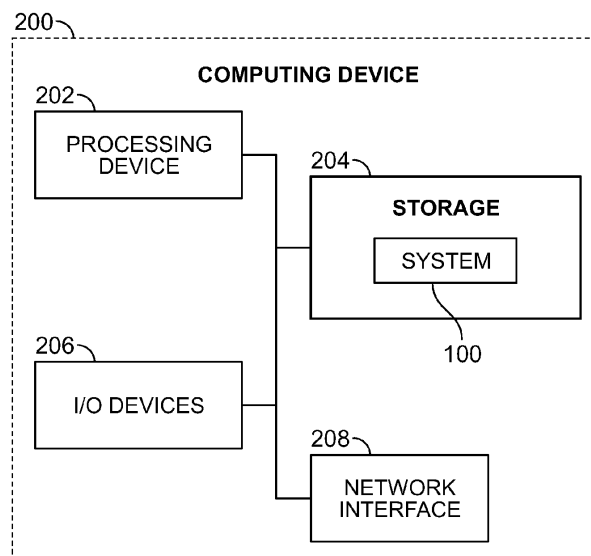 200
COMPUTING DEVICE
202
PROCESSING
DEVICE
204
STORAGE
SYSTEM
100
206
I/O DEVICES
208
NETWORK
INTERFACE